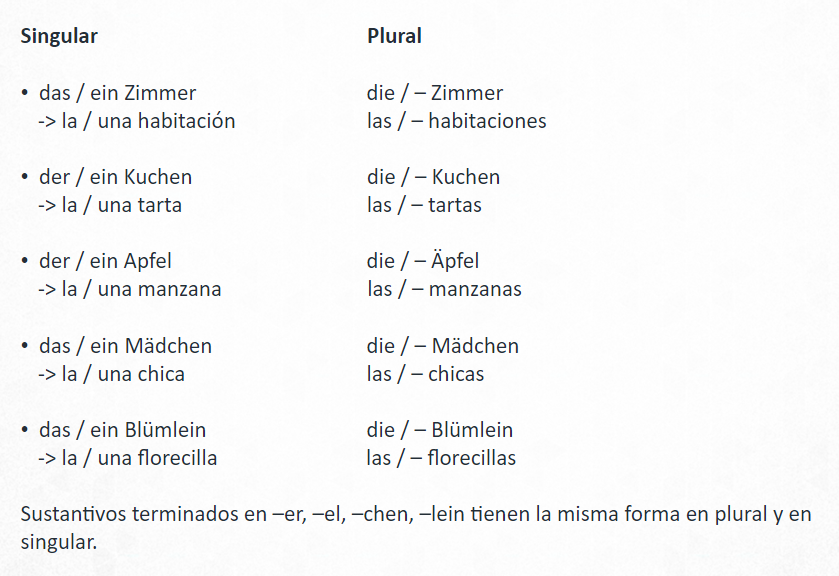 Singular Plural
• das / ein Zimmer die / – Zimmer
-> la / una habitación las / – habitaciones
• der / ein Kuchen die / – Kuchen
-> la / una tarta las / – tartas
• der / ein Apfel die / – Äpfel
-> la / una manzana las / – manzanas
• das / ein Mädchen die / – Mädchen
-> la / una chica las / – chicas
• das / ein Blümlein die / – Blümlein
-> la / una florecilla las / – florecillas
Sustantivos terminados en –er, –el, –chen, –lein tienen la misma forma en plural y en
singular.